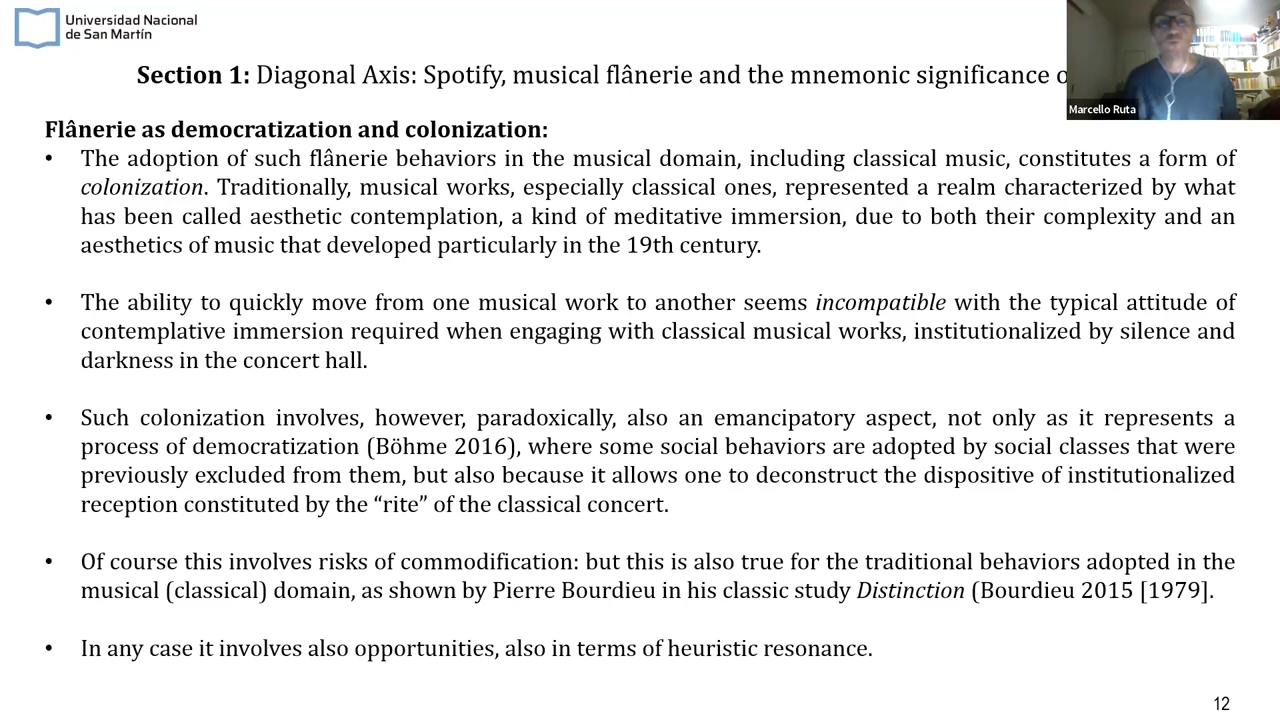 Universidad Nacional
de San Martín
Section 1: Diagonal Axis: Spotify, musical flânerie and the mnemonic significance
Marcello Ruta
Flânerie as democratization and colonization:
• The adoption of such flânerie behaviors in the musical domain, including classical music, constitutes a form of
colonization. Traditionally, musical works, especially classical ones, represented a realm characterized by what
has been called aesthetic contemplation, a kind of meditative immersion, due to both their complexity and an
aesthetics of music that developed particularly in the 19th century.
• The ability to quickly move from one musical work to another seems incompatible with the typical attitude of
contemplative immersion required when engaging with classical musical works, institutionalized by silence and
darkness in the concert hall.
• Such colonization involves, however, paradoxically, also an emancipatory aspect, not only as it represents a
process of democratization (Böhme 2016), where some social behaviors are adopted by social classes that were
previously excluded from them, but also because it allows one to deconstruct the dispositive of institutionalized
reception constituted by the “rite” of the classical concert.
• Of course this involves risks of commodification: but this is also true for the traditional behaviors adopted in the
musical (classical) domain, as shown by Pierre Bourdieu in his classic study Distinction (Bourdieu 2015 [1979].
• In any case it involves also opportunities, also in terms of heuristic resonance.
12